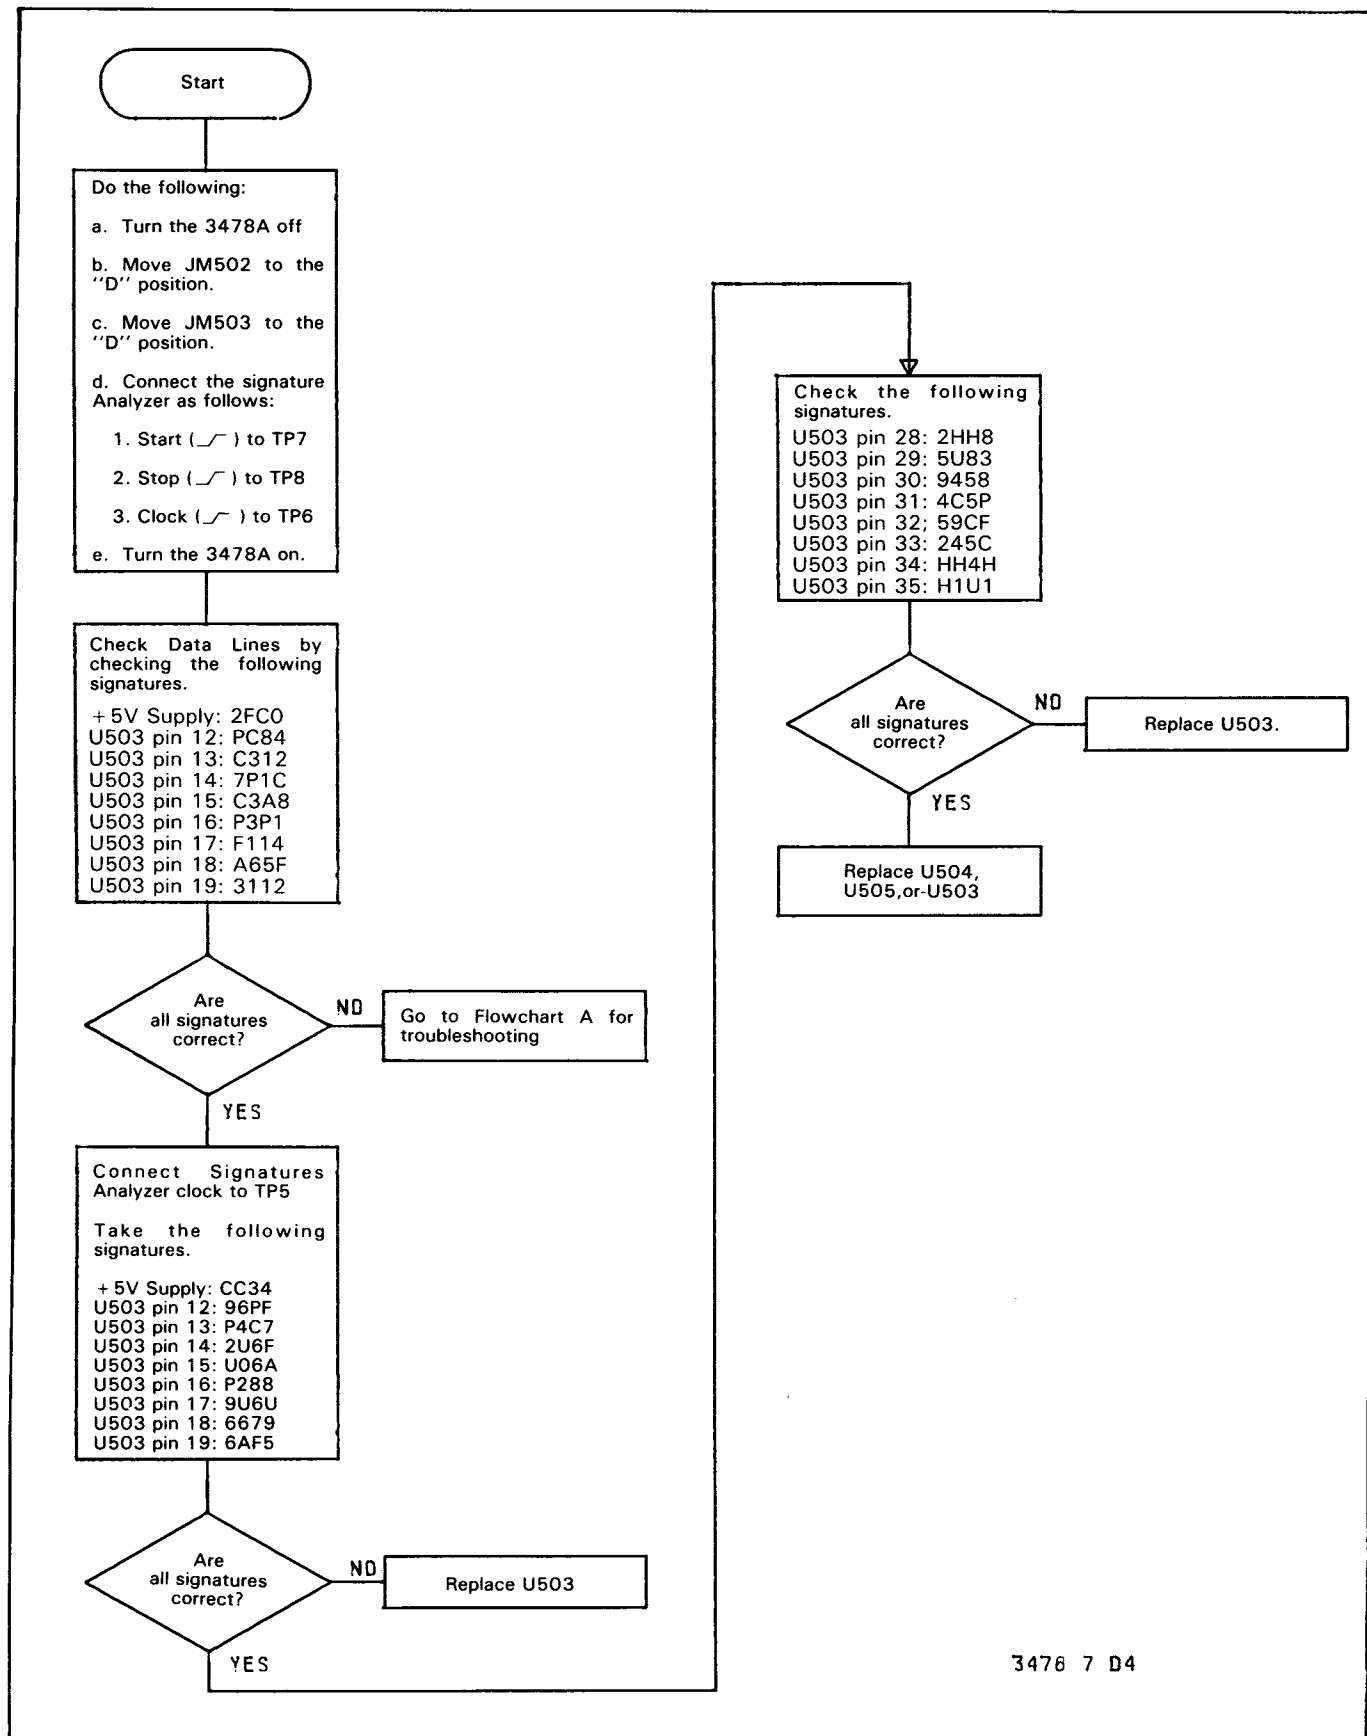 Start
Do the following:
a. Turn the 3478A off
b. Move JM502 to the
''D'' position.
c. Move JM503 to the
''D'' position.
d. Connect the signature
Analyzer as follows:
1. Start ( ) to TP7
2. Stop ( ) to TP8
3. Clock ( ) to TP6
e. Turn the 3478A on.
Check Data Lines by
checking the following
signatures.
+5V Supply: 2FC0
U503 pin 12: PC84
U503 pin 13: C312
U503 pin 14: 7P1C
U503 pin 15: C3A8
U503 pin 16: P3P1
U503 pin 17: F114
U503 pin 18: A65F
U503 pin 19: 3112
Are
all signatures
correct?
NO
Go to Flowchart A for
troubleshooting
YES
Connect Signatures
Analyzer clock to TP5
Take the following
signatures.
+5V Supply: CC34
U503 pin 12: 96PF
U503 pin 13: P4C7
U503 pin 14: 2U6F
U503 pin 15: U06A
U503 pin 16: P288
U503 pin 17: 9U6U
U503 pin 18: 6679
U503 pin 19: 6AF5
Are
all signatures
correct?
NO
Replace U503
YES
Check the following
signatures.
U503 pin 28: 2HH8
U503 pin 29: 5U83
U503 pin 30: 9458
U503 pin 31: 4C5P
U503 pin 32; 59CF
U503 pin 33: 245C
U503 pin 34: HH4H
U503 pin 35: H1U1
Are
all signatures
correct?
NO
Replace U503.
YES
Replace U504,
U505,or-U503
3478 7 D4